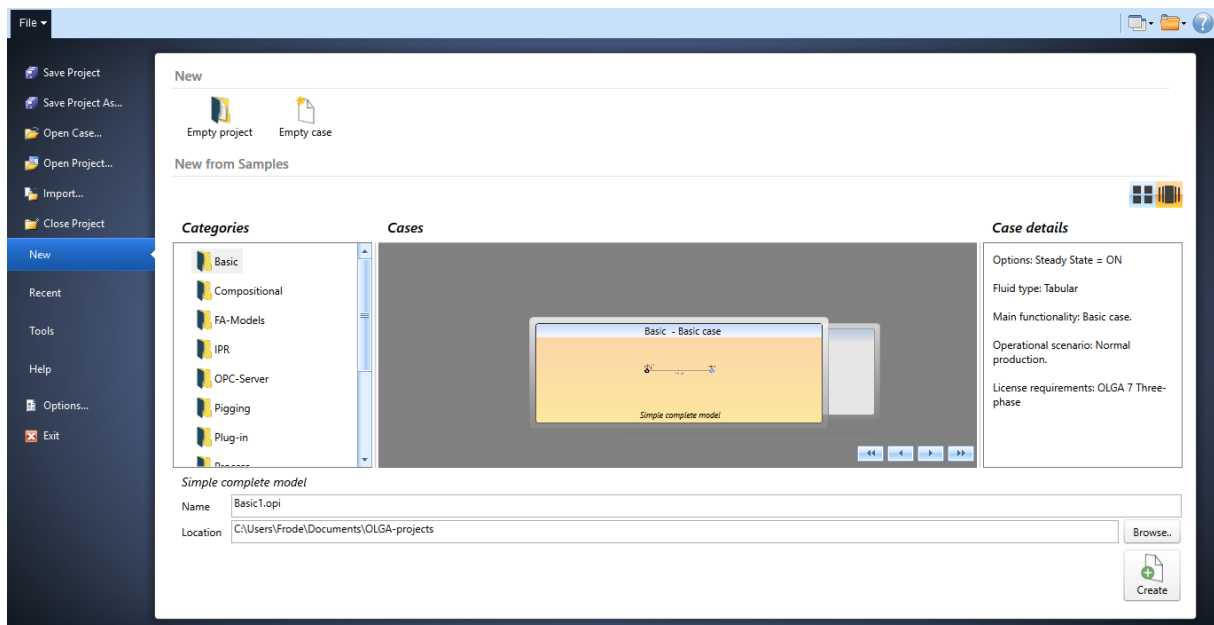 File
Save Project
Save Project As...
Open Case...
Open Project...
Import...
Close Project
New
Recent
Tools
Help
Options...
Exit
New
Empty project
Empty case
New from Samples
Categories
Basic
Compositional
FA-Models
IPR
OPC-Server
Pigging
Plug-in
Process
Cases
Basic - Basic case
Simple complete model
Case details
Options: Steady State = ON
Fluid type: Tabular
Main functionality: Basic case.
Operational scenario: Normal
production.
License requirements: OLGA 7 Three-
phase
Simple complete model
Name
Basic1.opi
Location
C:\Users\Frode\Documents\OLGA-projects
Browse..
Create